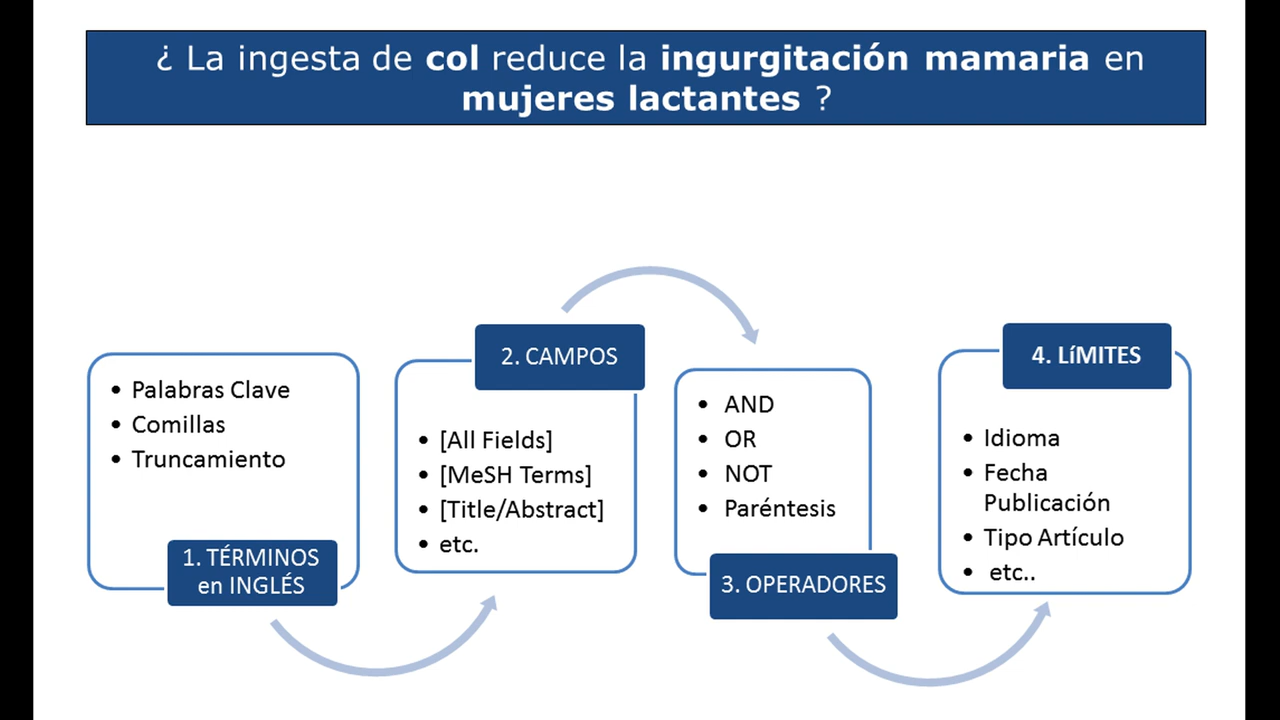 ¿ La ingesta de col reduce la ingurgitación mamaria en
mujeres lactantes ?
• Palabras Clave
• Comillas
• Truncamiento
1. TÉRMINOS
en INGLÉS
2. CAMPOS
• [All Fields]
• [MeSH Terms]
• [Title/Abstract]
• etc.
• AND
• OR
• NOT
• Paréntesis
3. OPERADORES
4. LíMITES
• Idioma
• Fecha
Publicación
• Tipo Artículo
• etc..